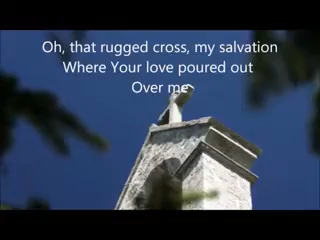 Oh, that rugged cross, my salvation
Where Your love poured out
Over me